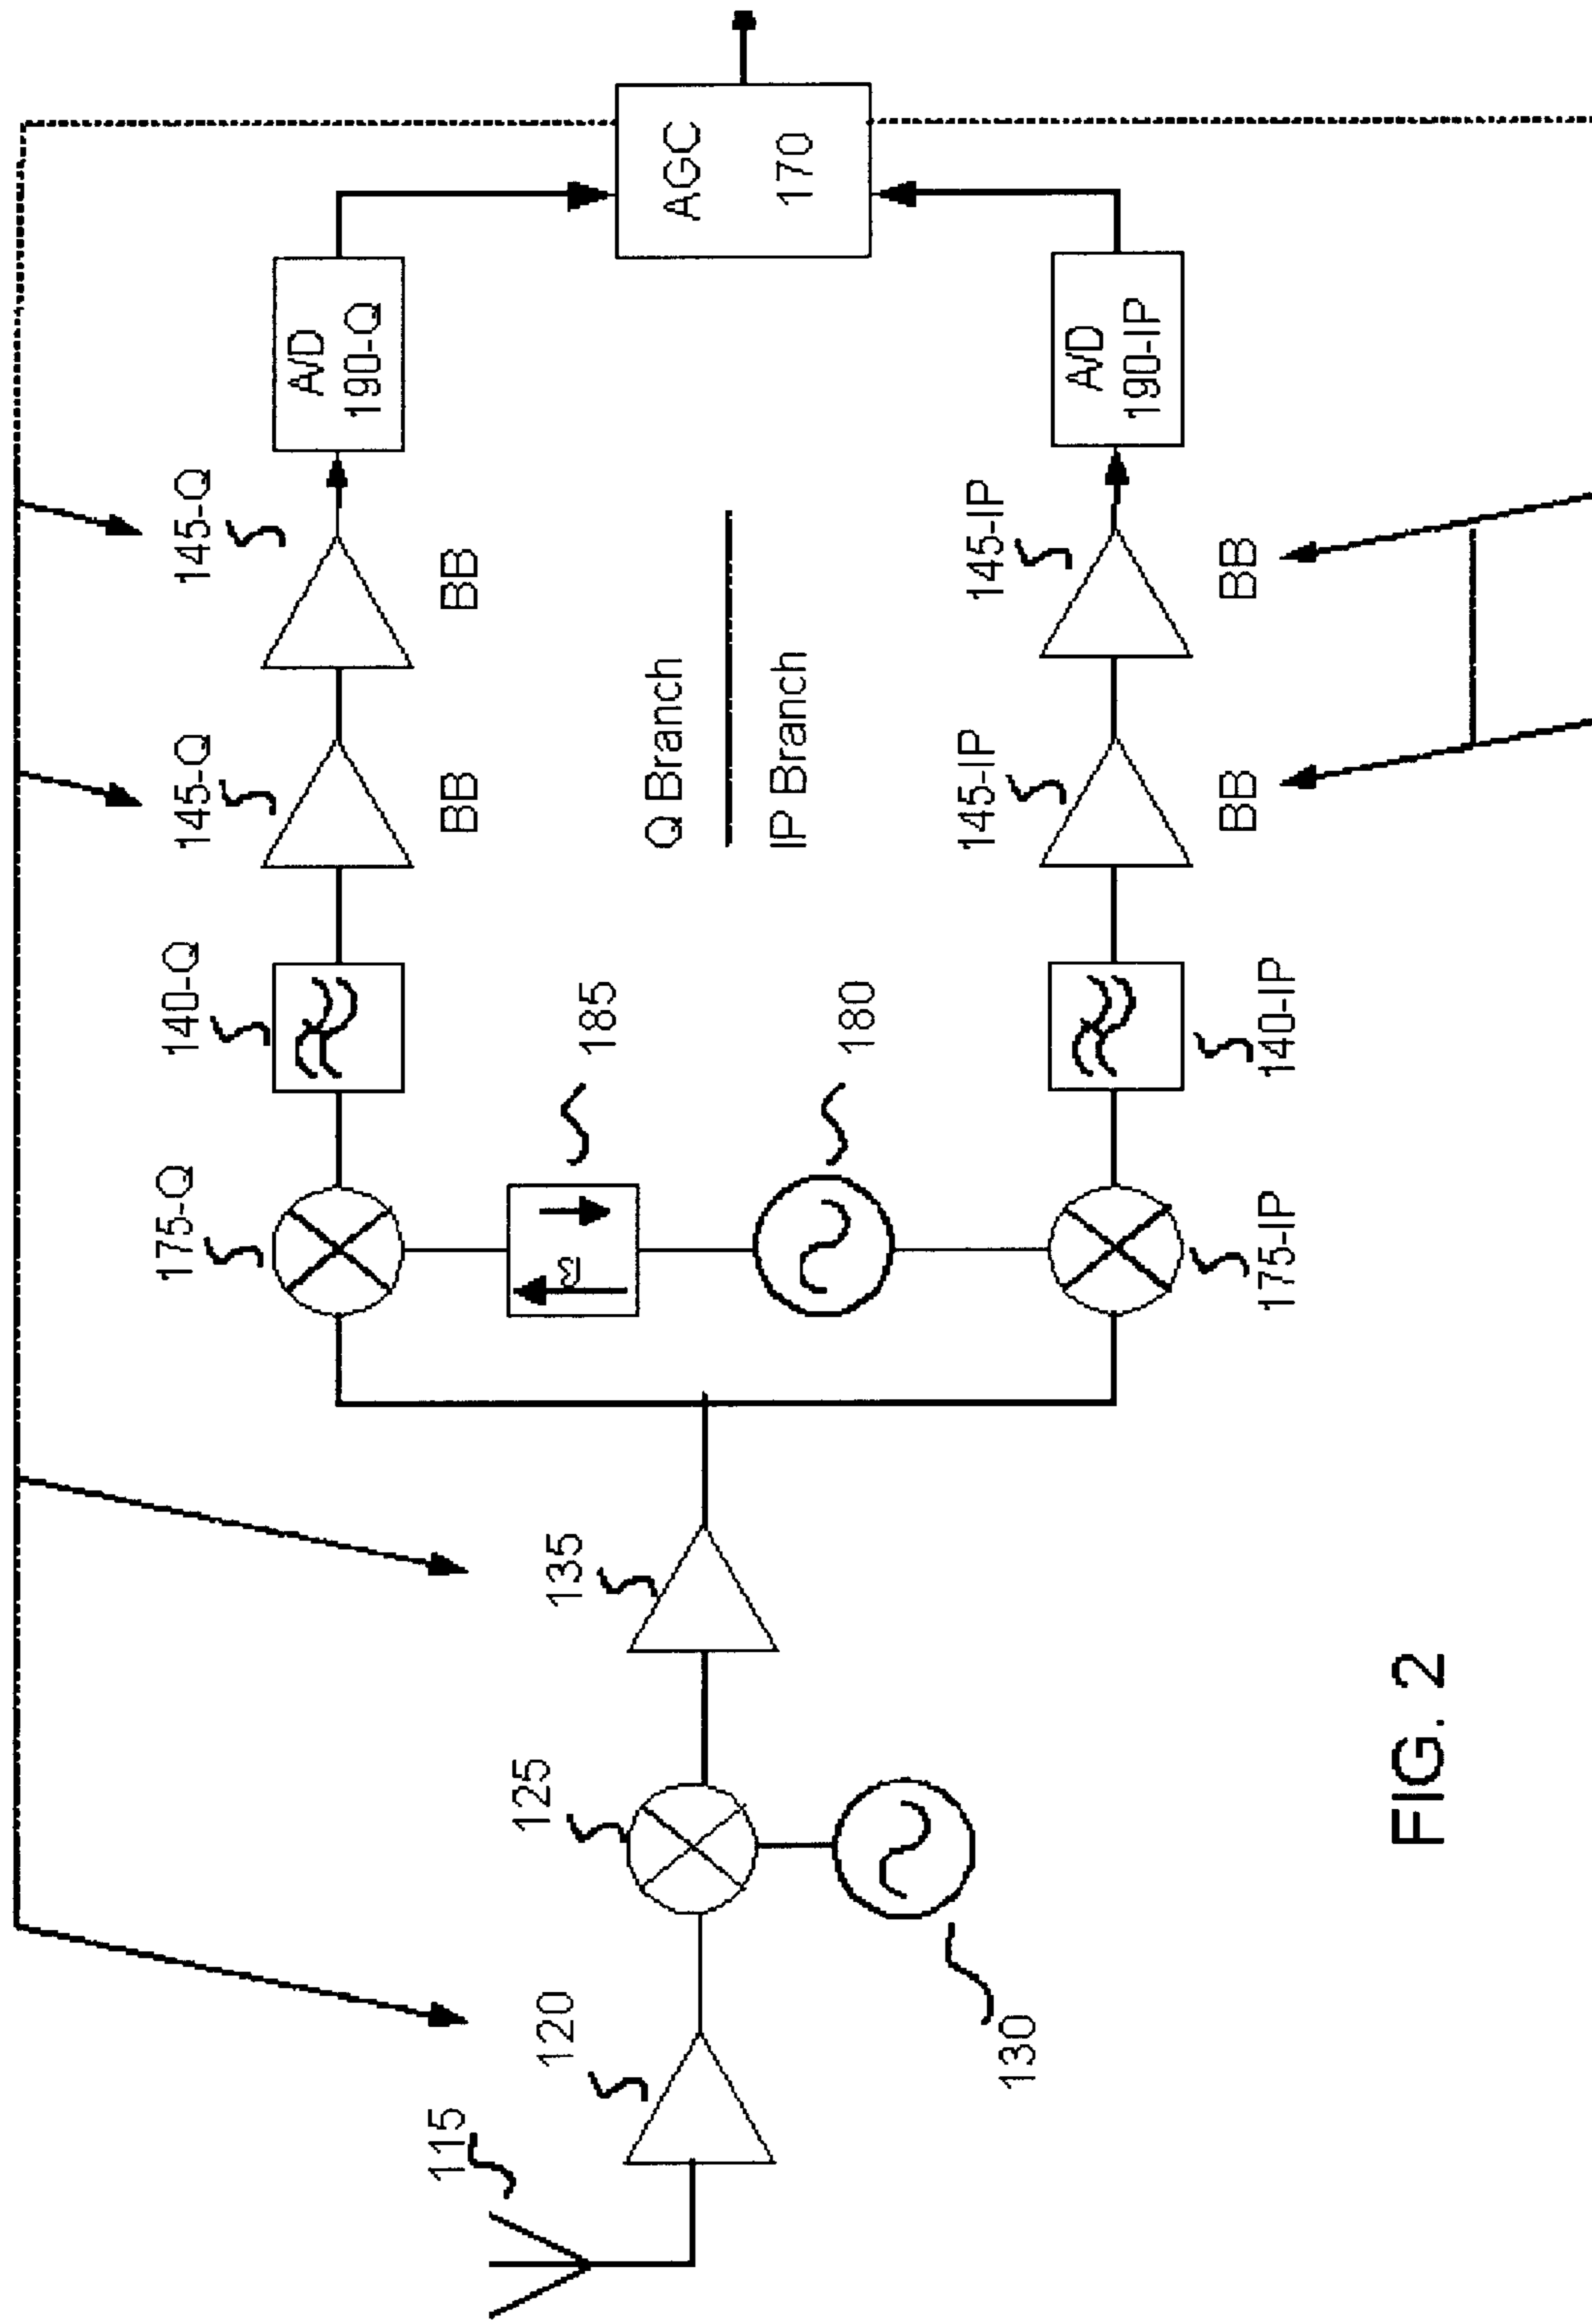 115
120
125
130
135
175-Q
140-Q
145-Q
BB
145-Q
BB
A/D
190-Q
185
180
Q Branch
IP Branch
AGC
170
175-IP
140-IP
145-IP
BB
145-IP
BB
A/D
190-IP
FIG. 2